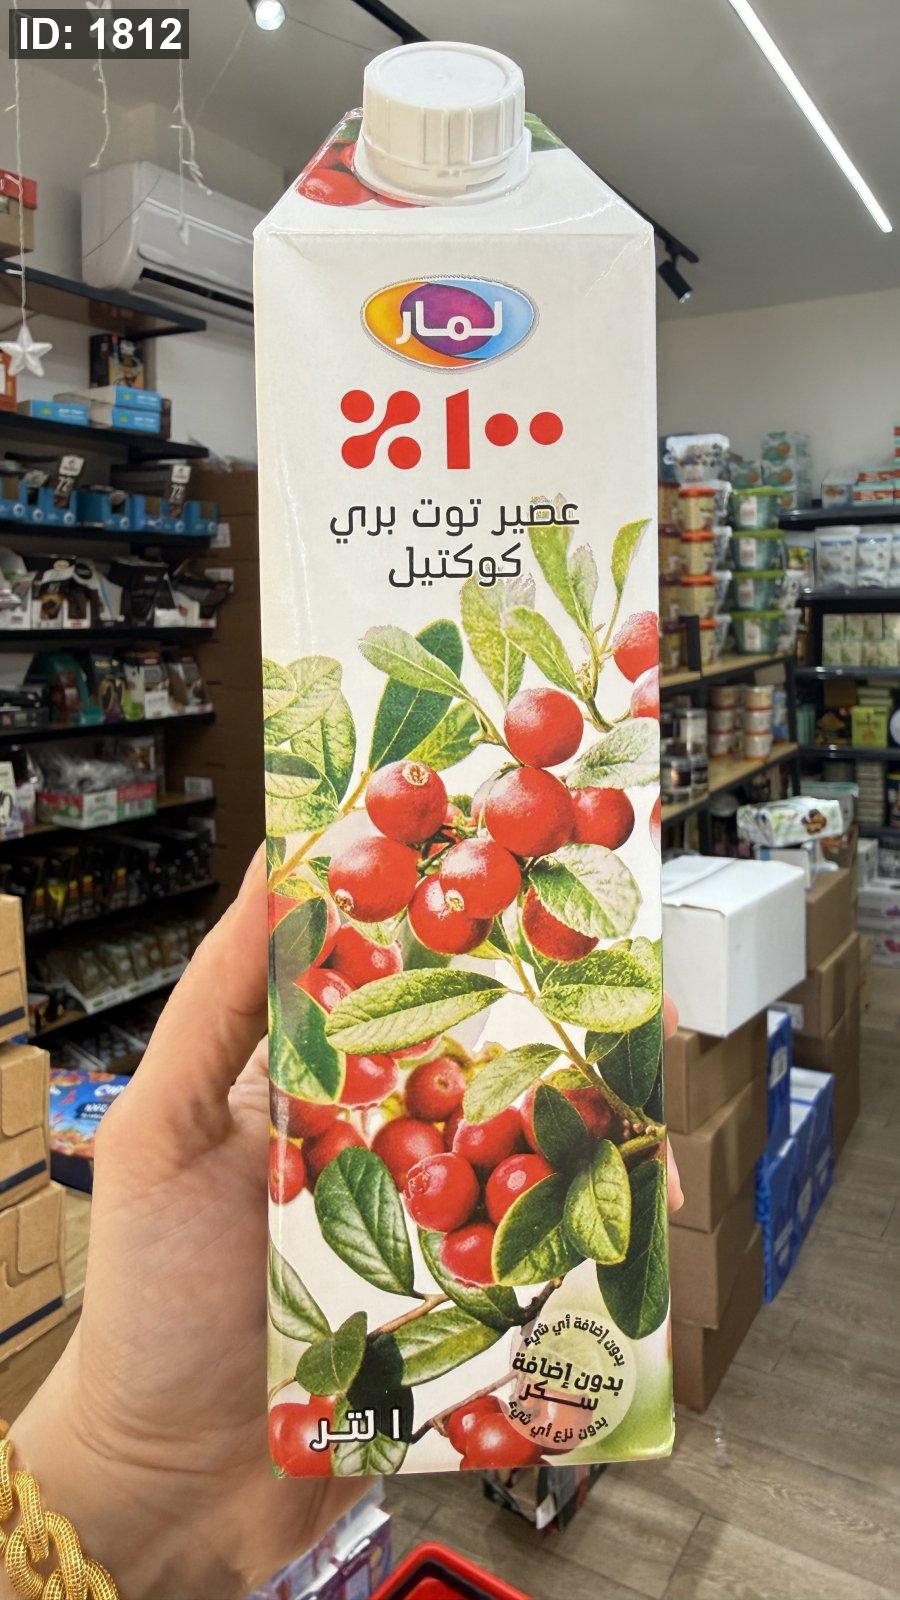 ID: 1812
لمار
٪١٠٠
عصير توت بري
كوكتيل
بدون إضافة أي شيء
بدون إضافة
سكر
بدون نزع أي شيء
١ لتر